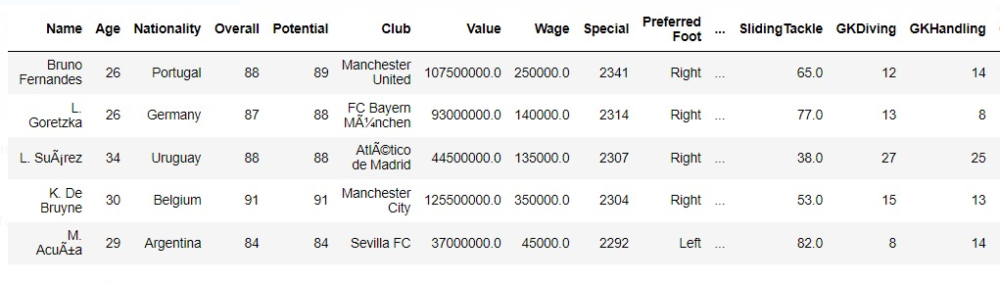 Name Age Nationality Overall Potential Club Value Wage Special Preferred Foot ... SlidingTackle GKDiving GKHandling
Bruno Fernandes 26 Portugal 88 89 Manchester United 107500000.0 250000.0 2341 Right ... 65.0 12 14
L. Goretzka 26 Germany 87 88 FC Bayern MÃ¼nchen 93000000.0 140000.0 2314 Right ... 77.0 13 8
L. SuÃ¡rez 34 Uruguay 88 88 AtlÃ©tico de Madrid 44500000.0 135000.0 2307 Right ... 38.0 27 25
K. De Bruyne 30 Belgium 91 91 Manchester City 125500000.0 350000.0 2304 Right ... 53.0 15 13
M. AcuÃ±a 29 Argentina 84 84 Sevilla FC 37000000.0 45000.0 2292 Left ... 82.0 8 14